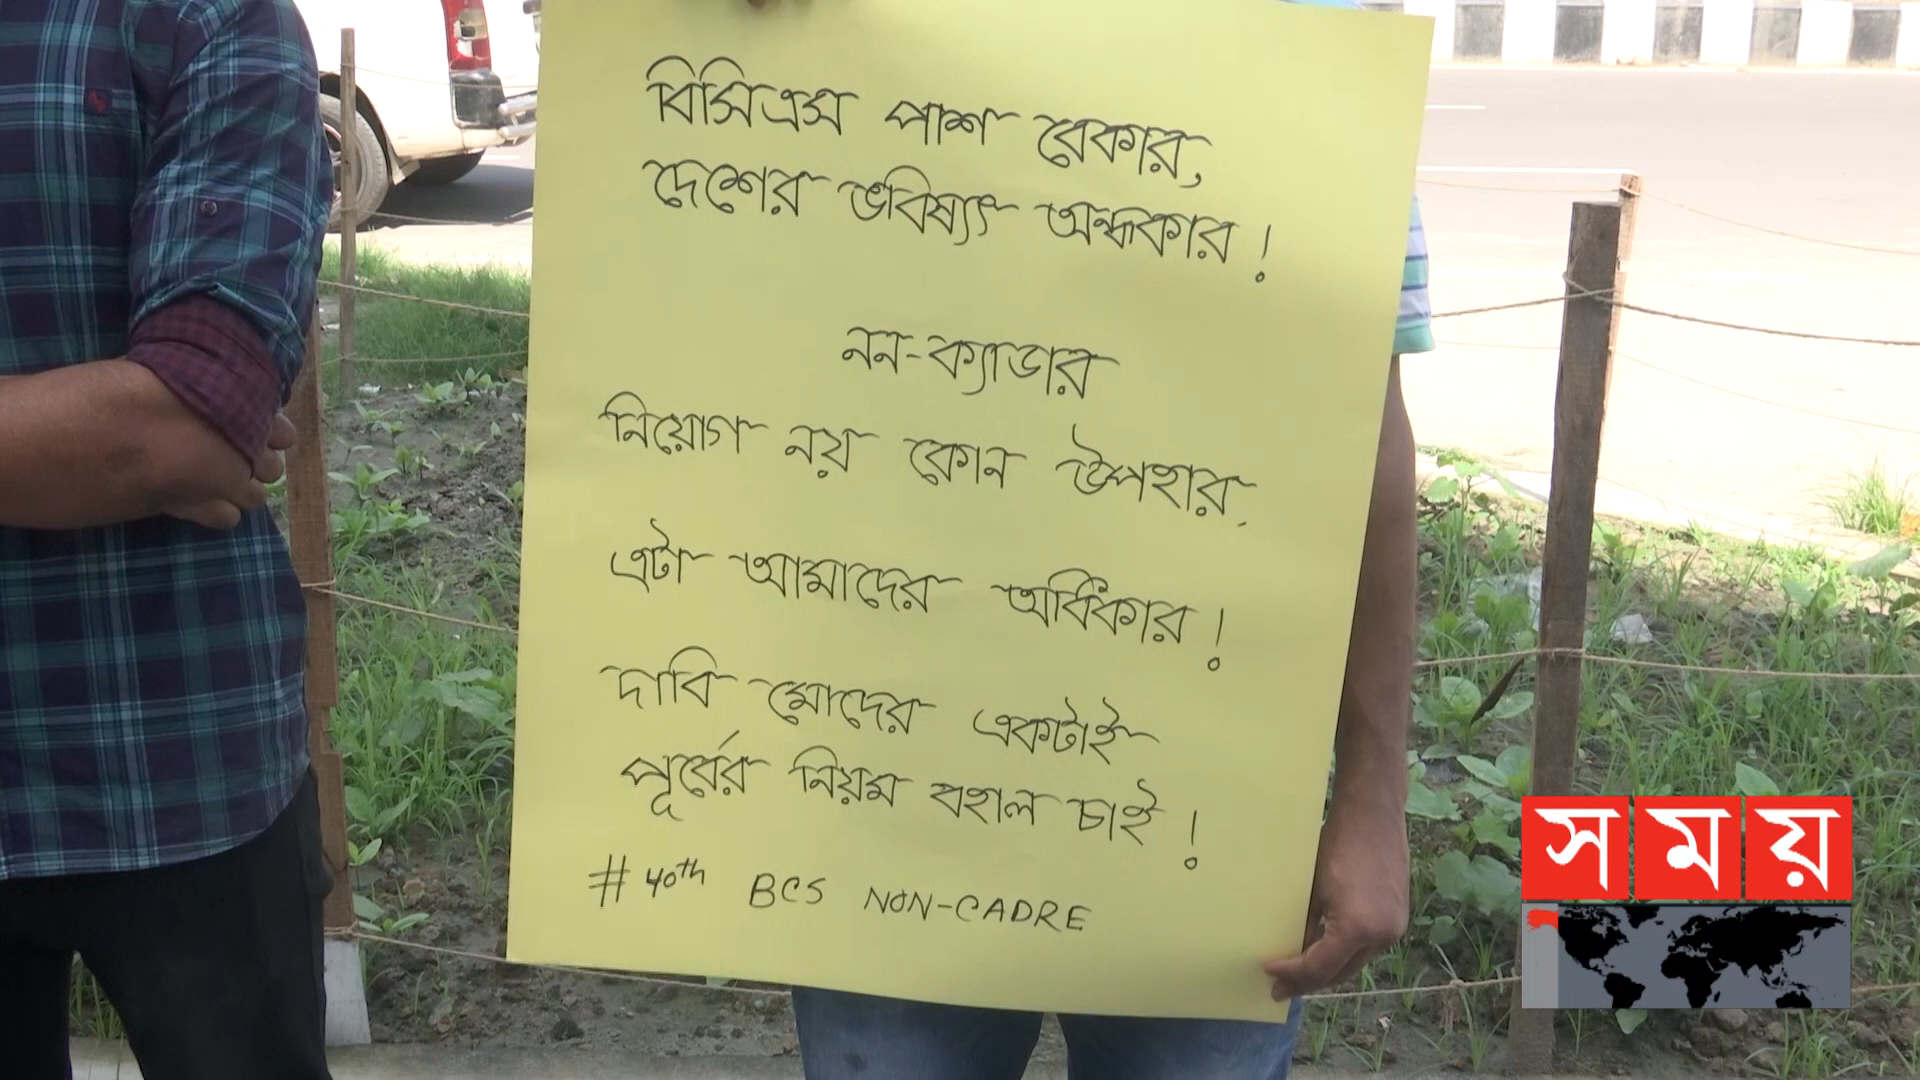 বিসিএস পাশ বেকার,
দেশের ভবিষ্যৎ অন্ধকার!
নন-ক্যাডার
নিয়োগ নয় কোন উপহার,
এটা আমাদের অধিকার!
দাবি মোদের একটাই
পূর্বের নিয়ম বহাল চাই!
#40th BCS NON-CADRE
সময়